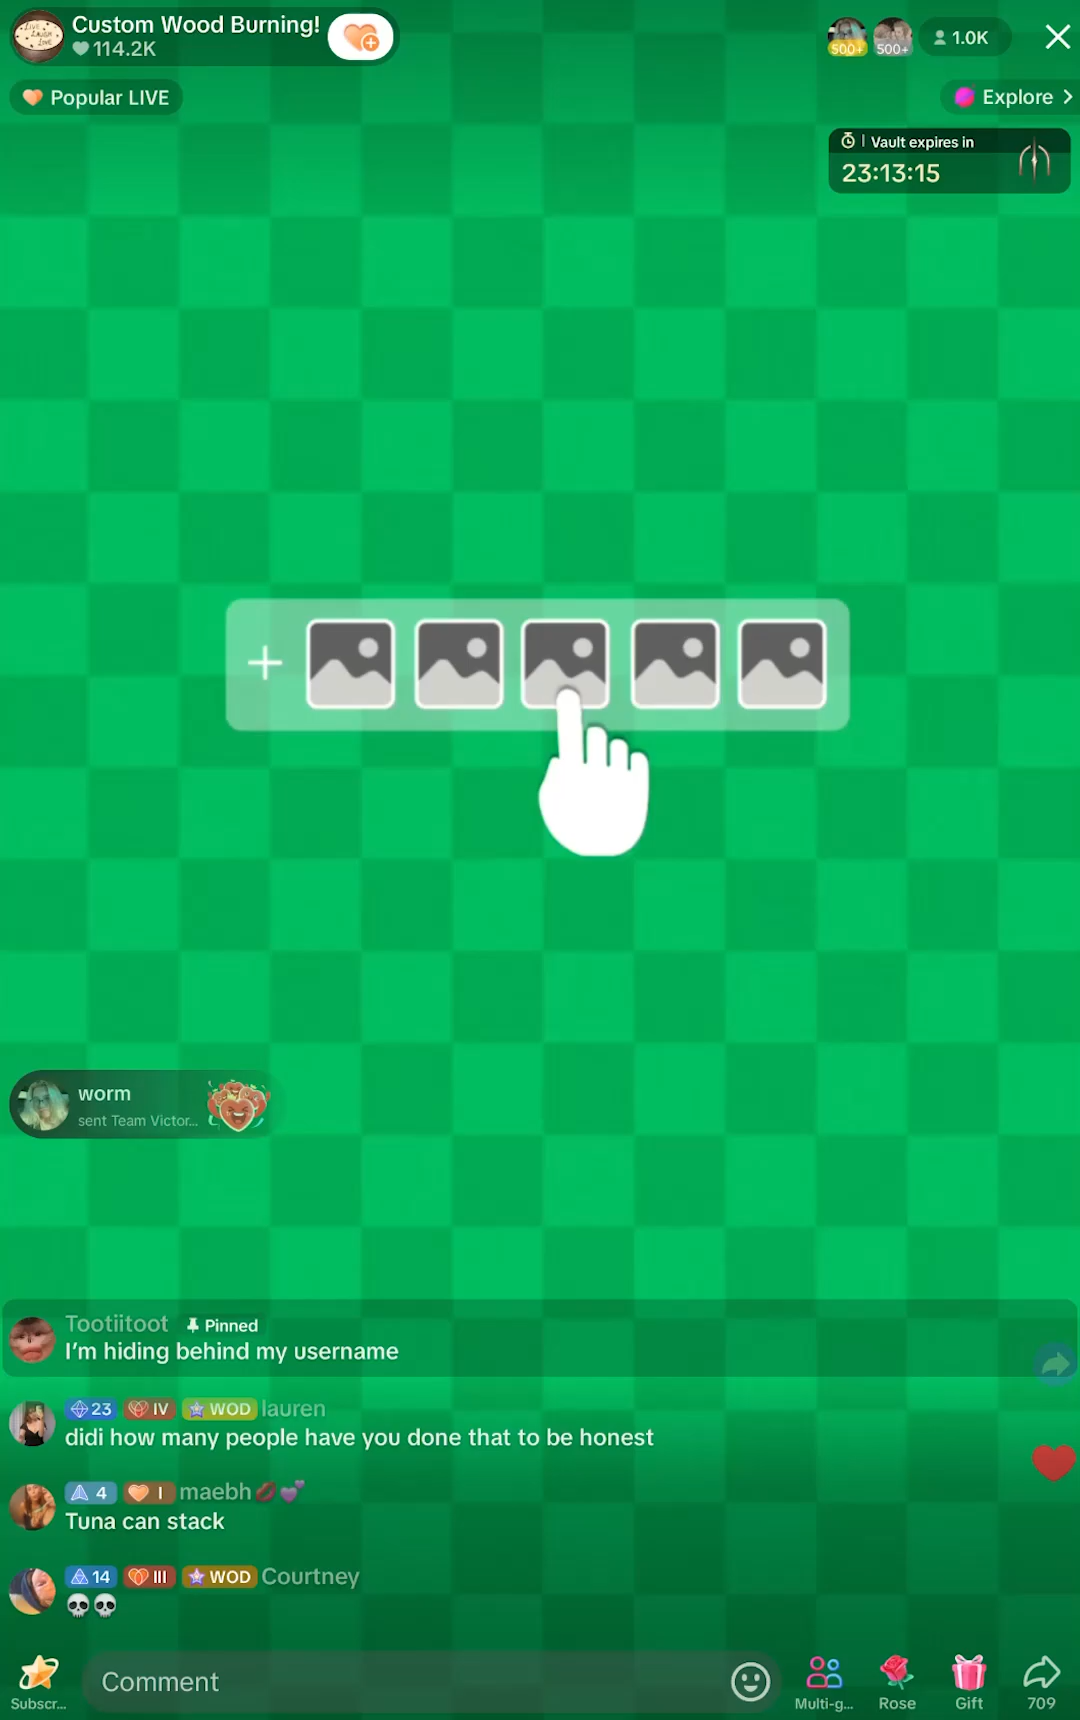 Custom Wood Burning!
114.2K
500+
500+
1.0K
Popular LIVE
Explore
Vault expires in
23:13:15
worm
sent Team Victor...
Tootiitoot Pinned
I'm hiding behind my username
23 IV WOD lauren
didi how many people have you done that to be honest
4 I maebh💋💕
Tuna can stack
14 III WOD Courtney
💀💀
Subscr...
Comment
Multi-g...
Rose
Gift
709